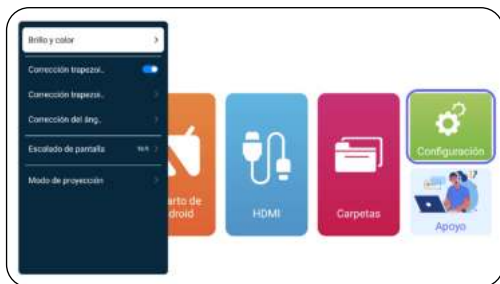 Brillo y color
Corrección trapezoi..
Corrección trapezoi..
Corrección del áng..
Escalado de pantalla
Modo de proyección
arto de
droid
HDMI
Carpetas
Configuración
Apoyo